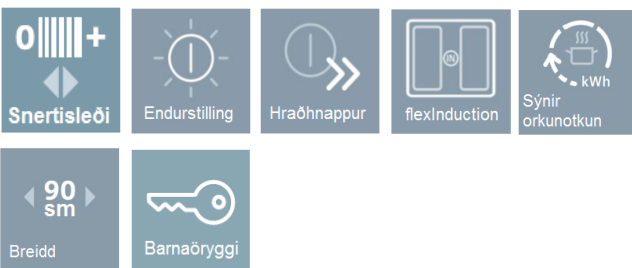 0 +
Snertisleði
Endurstilling
Hraðhnappur
IN
flexInduction
kWh
Sýnir
orkunotkun
90
sm
Breidd
Barnaöryggi